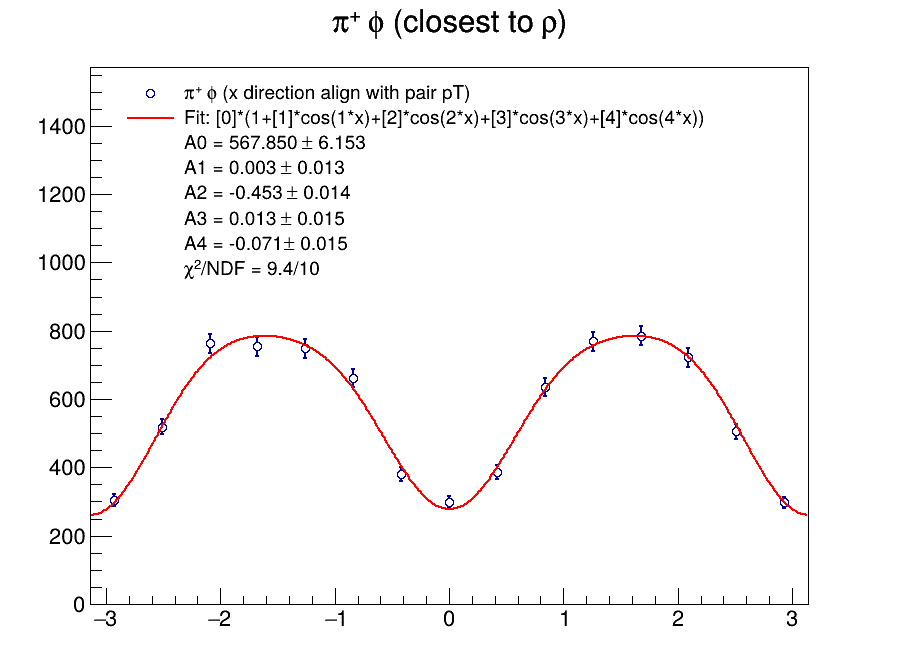 π⁺ ϕ (closest to ρ)
π⁺ ϕ (x direction align with pair pT)
Fit: [0]*(1+[1]*cos(1*x)+[2]*cos(2*x)+[3]*cos(3*x)+[4]*cos(4*x))
A0 = 567.850 ± 6.153
A1 = 0.003 ± 0.013
A2 = -0.453 ± 0.014
A3 = 0.013 ± 0.015
A4 = -0.071± 0.015
χ²/NDF = 9.4/10
1400
1200
1000
800
600
400
200
0
−3 −2 −1 0 1 2 3